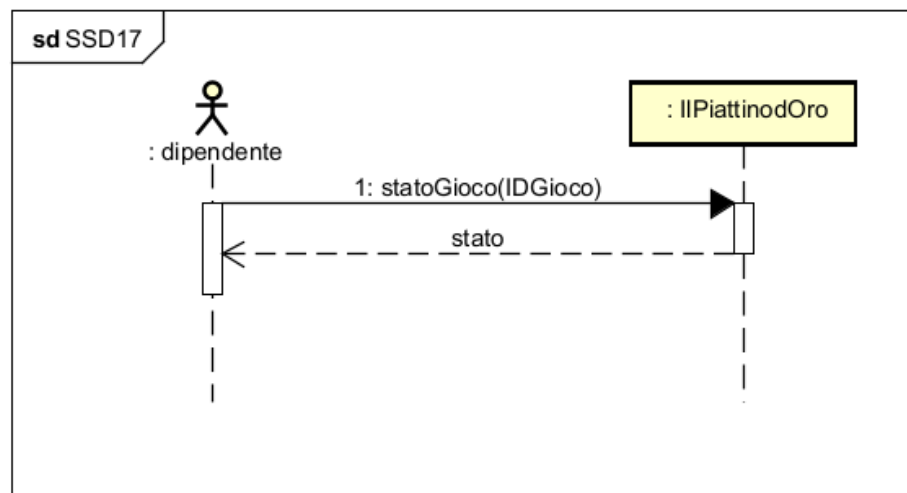 sd SSD17
: dipendente
: IlPiattinodOro
1: statoGioco(IDGioco)
stato